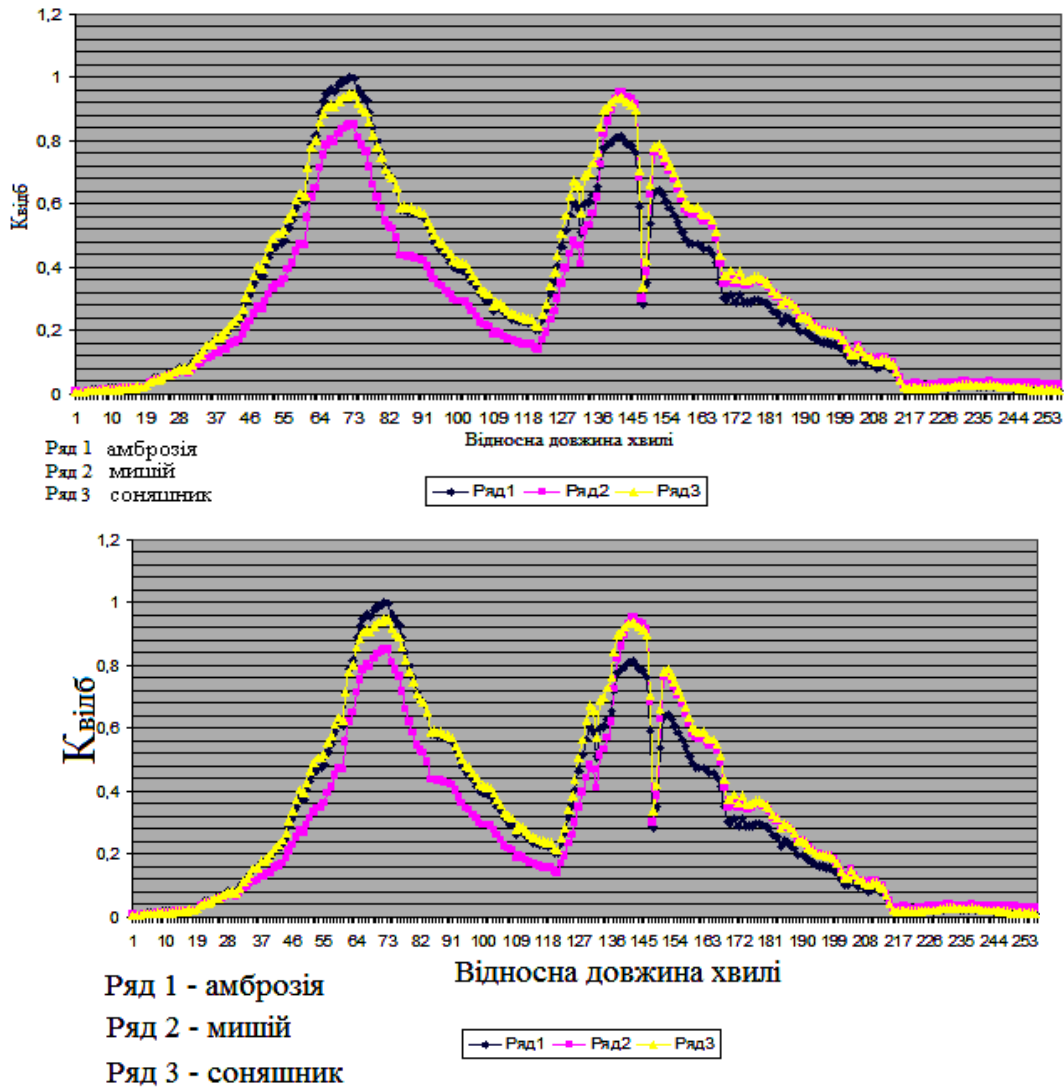 1,2
1
0,8
0,6
0,4
0,2
0
Квідб
1 10 19 28 37 46 55 64 73 82 91 100 109 118 127 136 145 154 163 172 181 190 199 208 217 226 235 244 253
Відносна довжина хвилі
Ряд 1 амброзія
Ряд 2 мишій
Ряд 3 соняшник
Ряд1 Ряд2 Ряд3
1,2
1
0,8
0,6
0,4
0,2
0
Квідб
1 10 19 28 37 46 55 64 73 82 91 100 109 118 127 136 145 154 163 172 181 190 199 208 217 226 235 244 253
Відносна довжина хвилі
Ряд 1 - амброзія
Ряд 2 - мишій
Ряд 3 - соняшник
Ряд1 Ряд2 Ряд3